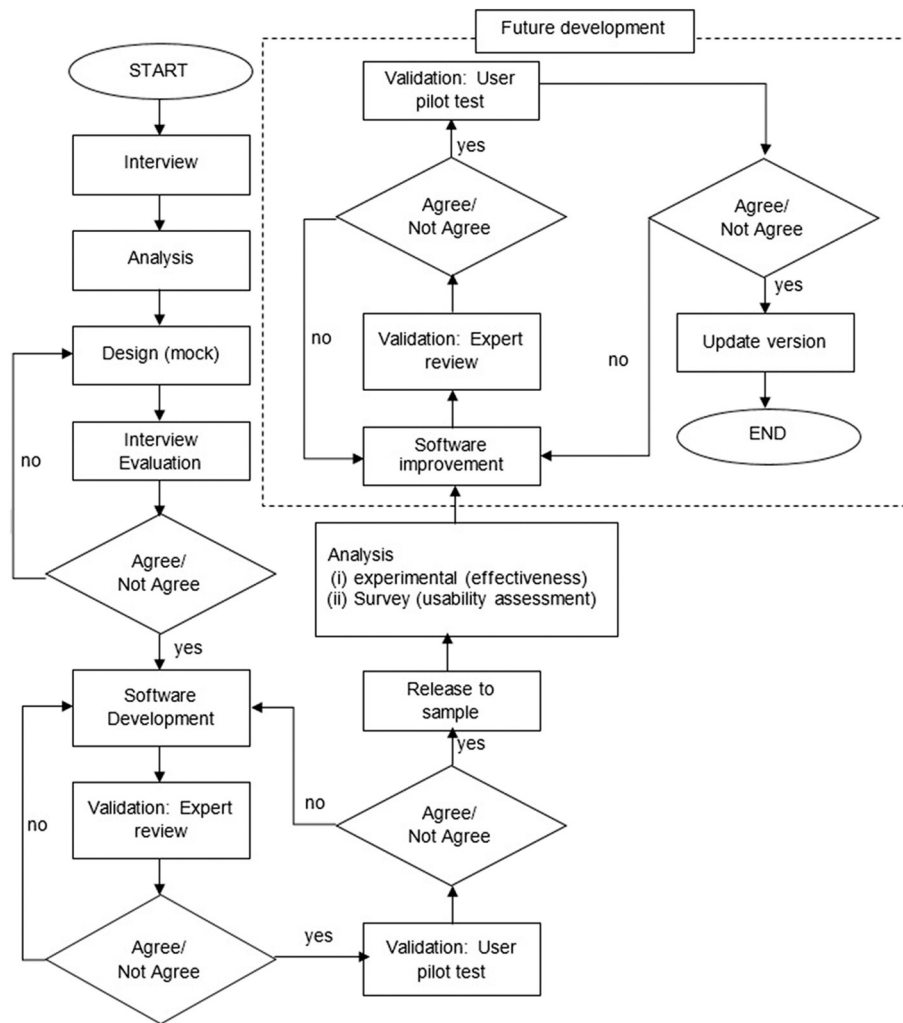 Future development
START
Interview
Analysis
Design (mock)
Interview
Evaluation
no
Agree/
Not Agree
yes
Software
Development
no
Validation: Expert
review
Agree/
Not Agree
yes
Validation: User
pilot test
Agree/
Not Agree
no
yes
Release to
sample
Analysis
(i) experimental (effectiveness)
(ii) Survey (usability assessment)
Software
improvement
Validation: Expert
review
no
Agree/
Not Agree
yes
Validation: User
pilot test
Agree/
Not Agree
no
yes
Update version
END